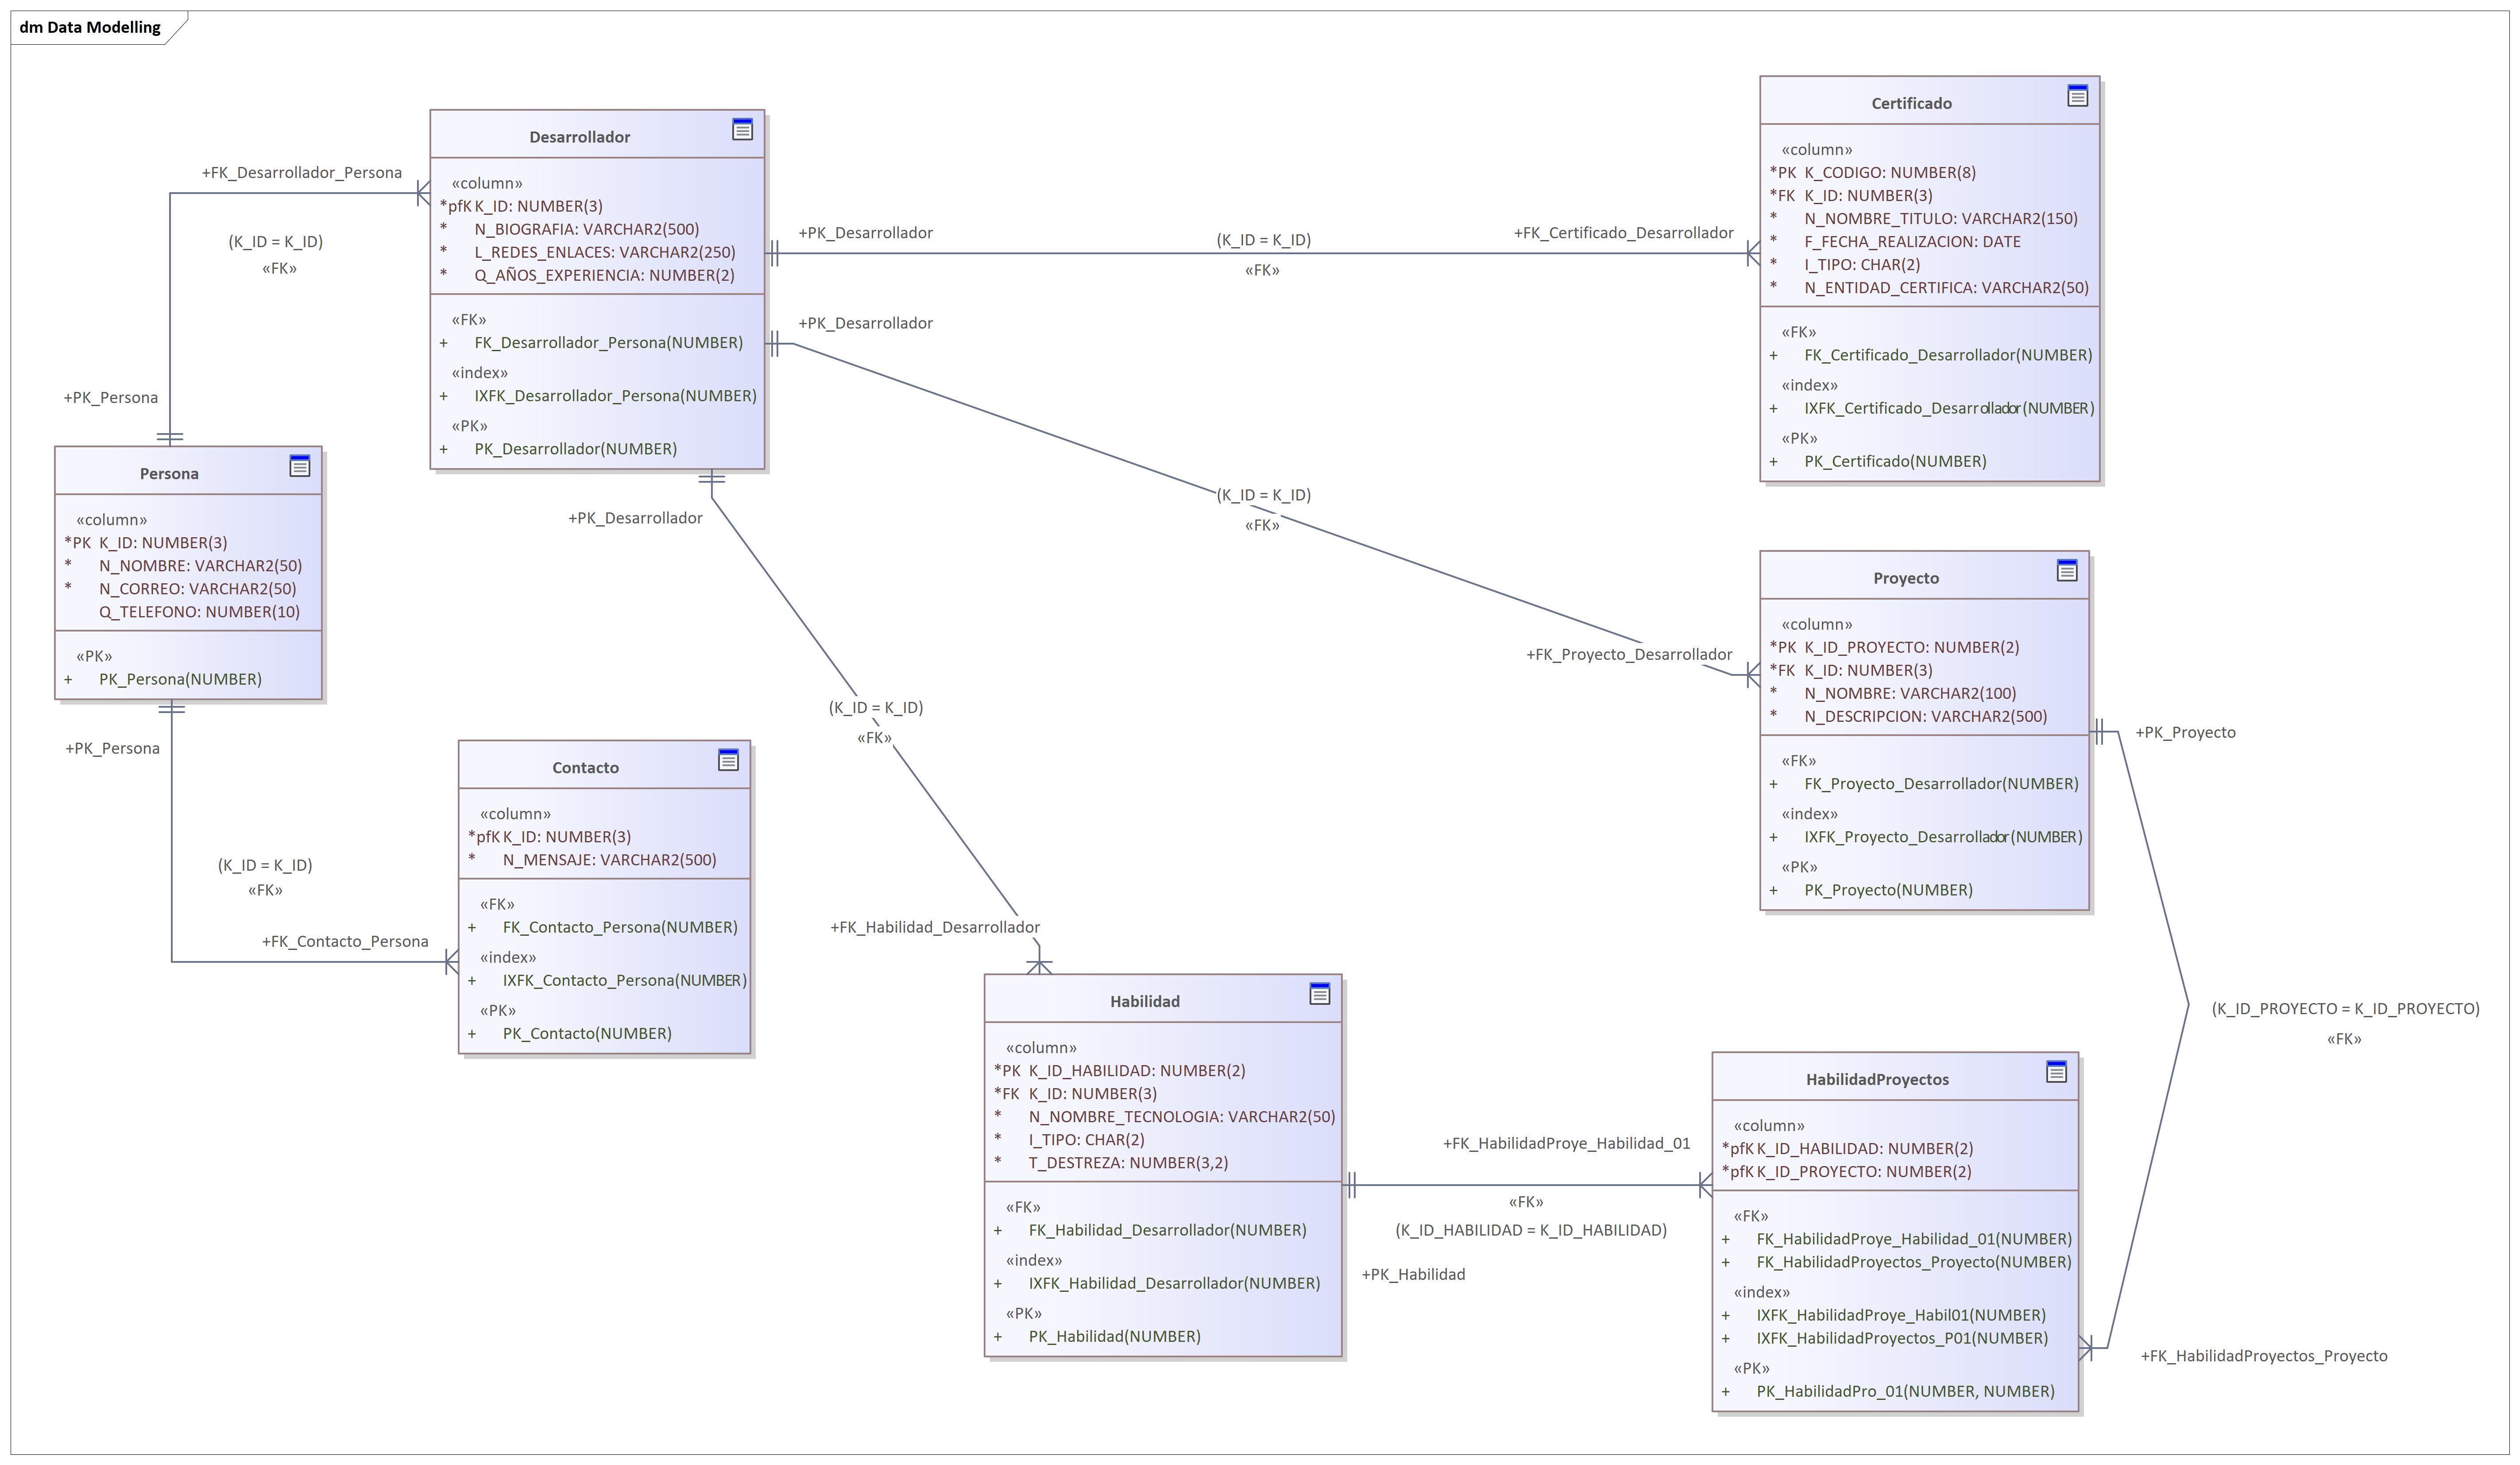 dm Data Modelling
Desarrollador
«column»
*pfK K_ID: NUMBER(3)
* N_BIOGRAFIA: VARCHAR2(500)
* L_REDES_ENLACES: VARCHAR2(250)
* Q_AÑOS_EXPERIENCIA: NUMBER(2)
«FK»
+ FK_Desarrollador_Persona(NUMBER)
«index»
+ IXFK_Desarrollador_Persona(NUMBER)
«PK»
+ PK_Desarrollador(NUMBER)
Certificado
«column»
*PK K_CODIGO: NUMBER(8)
*FK K_ID: NUMBER(3)
* N_NOMBRE_TITULO: VARCHAR2(150)
* F_FECHA_REALIZACION: DATE
* I_TIPO: CHAR(2)
* N_ENTIDAD_CERTIFICA: VARCHAR2(50)
«FK»
+ FK_Certificado_Desarrollador(NUMBER)
«index»
+ IXFK_Certificado_Desarrollador(NUMBER)
«PK»
+ PK_Certificado(NUMBER)
+FK_Desarrollador_Persona
(K_ID = K_ID)
«FK»
+PK_Persona
+PK_Desarrollador
(K_ID = K_ID)
«FK»
+FK_Certificado_Desarrollador
+PK_Desarrollador
(K_ID = K_ID)
«FK»
+FK_Proyecto_Desarrollador
+PK_Desarrollador
(K_ID = K_ID)
«FK»
+FK_Habilidad_Desarrollador
Persona
«column»
*PK K_ID: NUMBER(3)
* N_NOMBRE: VARCHAR2(50)
* N_CORREO: VARCHAR2(50)
Q_TELEFONO: NUMBER(10)
«PK»
+ PK_Persona(NUMBER)
+PK_Persona
(K_ID = K_ID)
«FK»
+FK_Contacto_Persona
Contacto
«column»
*pfK K_ID: NUMBER(3)
* N_MENSAJE: VARCHAR2(500)
«FK»
+ FK_Contacto_Persona(NUMBER)
«index»
+ IXFK_Contacto_Persona(NUMBER)
«PK»
+ PK_Contacto(NUMBER)
Proyecto
«column»
*PK K_ID_PROYECTO: NUMBER(2)
*FK K_ID: NUMBER(3)
* N_NOMBRE: VARCHAR2(100)
* N_DESCRIPCION: VARCHAR2(500)
«FK»
+ FK_Proyecto_Desarrollador(NUMBER)
«index»
+ IXFK_Proyecto_Desarrollador(NUMBER)
«PK»
+ PK_Proyecto(NUMBER)
+PK_Proyecto
(K_ID_PROYECTO = K_ID_PROYECTO)
«FK»
+FK_HabilidadProyectos_Proyecto
Habilidad
«column»
*PK K_ID_HABILIDAD: NUMBER(2)
*FK K_ID: NUMBER(3)
* N_NOMBRE_TECNOLOGIA: VARCHAR2(50)
* I_TIPO: CHAR(2)
* T_DESTREZA: NUMBER(3,2)
«FK»
+ FK_Habilidad_Desarrollador(NUMBER)
«index»
+ IXFK_Habilidad_Desarrollador(NUMBER)
«PK»
+ PK_Habilidad(NUMBER)
+FK_HabilidadProye_Habilidad_01
«FK»
(K_ID_HABILIDAD = K_ID_HABILIDAD)
+PK_Habilidad
HabilidadProyectos
«column»
*pfK K_ID_HABILIDAD: NUMBER(2)
*pfK K_ID_PROYECTO: NUMBER(2)
«FK»
+ FK_HabilidadProye_Habilidad_01(NUMBER)
+ FK_HabilidadProyectos_Proyecto(NUMBER)
«index»
+ IXFK_HabilidadProye_Habil01(NUMBER)
+ IXFK_HabilidadProyectos_P01(NUMBER)
«PK»
+ PK_HabilidadPro_01(NUMBER, NUMBER)